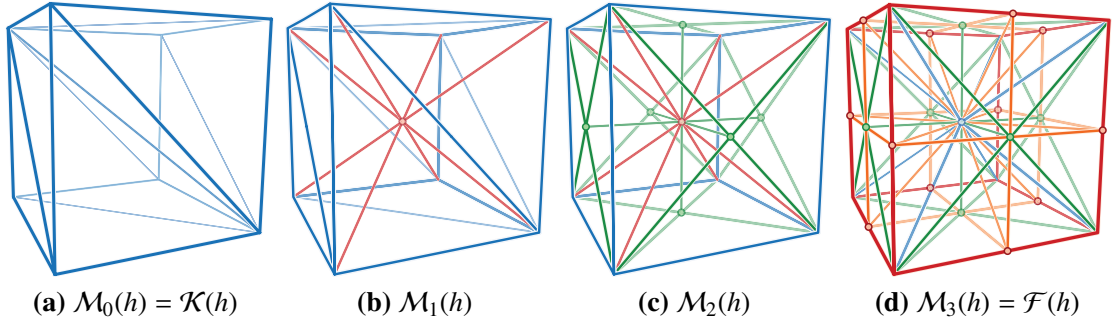 (a) ℳ₀(h) = 𝒦(h) (b) ℳ₁(h) (c) ℳ₂(h) (d) ℳ₃(h) = ℱ(h)